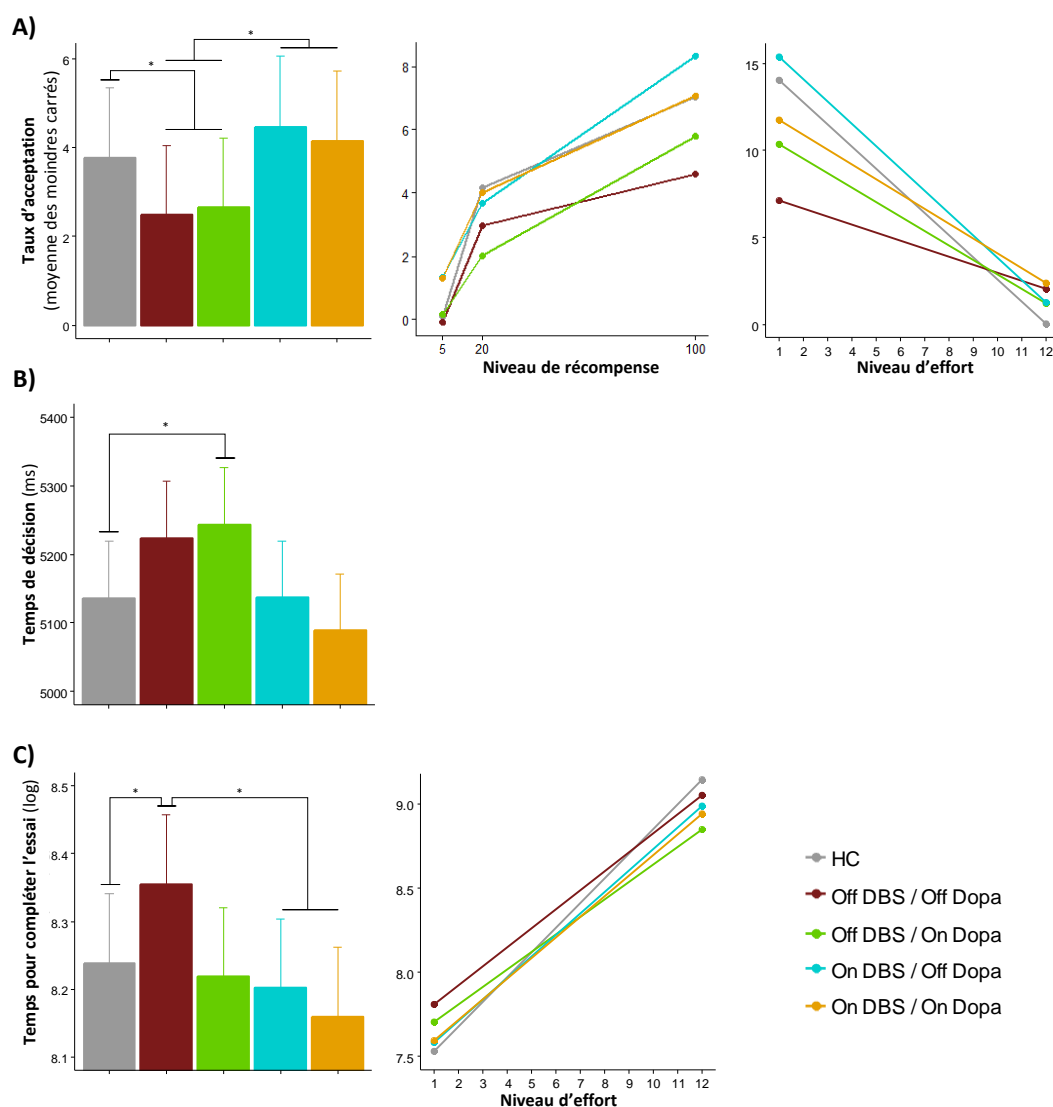 A)
Taux d'acceptation
(moyenne des moindres carrés)
6
4
2
0
*
*
8
6
4
2
0
5 20 100
Niveau de récompense
15
10
5
0
1 2 3 4 5 6 7 8 9 10 11 12
Niveau d'effort
B)
Temps de décision (ms)
5400
5300
5200
5100
5000
*
C)
Temps pour compléter l'essai (log)
8.5
8.4
8.3
8.2
8.1
*
*
9.0
8.5
8.0
7.5
1 2 3 4 5 6 7 8 9 10 11 12
Niveau d'effort
HC
Off DBS / Off Dopa
Off DBS / On Dopa
On DBS / Off Dopa
On DBS / On Dopa